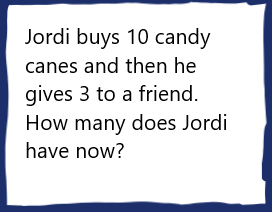 Jordi buys 10 candy
canes and then he
gives 3 to a friend.
How many does Jordi
have now?